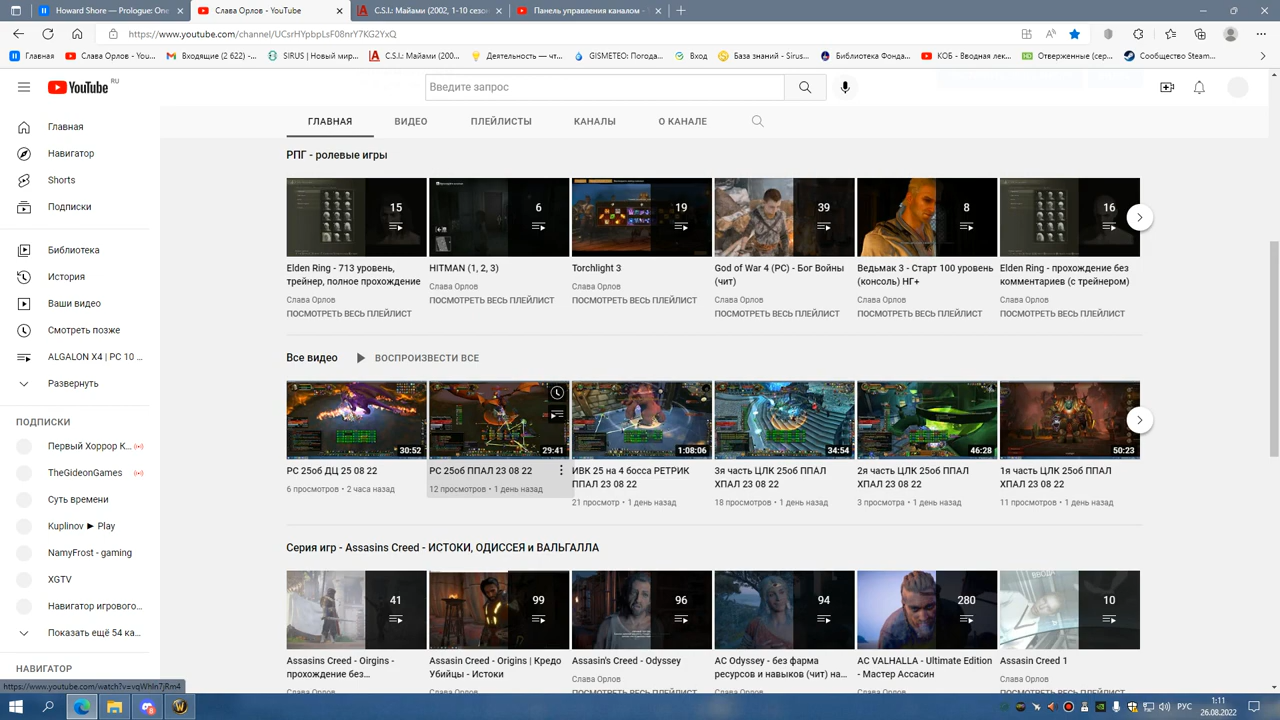 Howard Shore — Prologue: One
Слава Орлов - YouTube
C.S.I.: Майами (2002, 1-10 сезо
Панель управления каналом -
https://www.youtube.com/channel/UCsrHYpbpLsF08nrY7KG2YxQ
Главная
Слава Орлов - You...
Входящие (2 622) -...
SIRUS | Новый мир...
C.S.I.: Майами (200...
Деятельность — чт...
GISMETEO: Погода...
Вход
База знаний - Sirus...
Библиотека Фонда...
КОБ - Вводная лек...
Отверженные (сери...
Сообщество Steam...
YouTube RU
Введите запрос
ГЛАВНАЯ
ВИДЕО
ПЛЕЙЛИСТЫ
КАНАЛЫ
О КАНАЛЕ
Главная
Навигатор
Shorts
Подписки
Библиотека
История
Ваши видео
Смотреть позже
ALGALON X4 | РС 10 ...
Развернуть
ПОДПИСКИ
Первый Хоррор К...
TheGideonGames
Суть времени
Kuplinov ► Play
NamyFrost - gaming
XGTV
Навигатор игрового...
Показать ещё 54 ка...
НАВИГАТОР
РПГ - ролевые игры
15
6
19
39
8
16
Elden Ring - 713 уровень,
трейнер, полное прохождение
Слава Орлов
ПОСМОТРЕТЬ ВЕСЬ ПЛЕЙЛИСТ
HITMAN (1, 2, 3)
Слава Орлов
ПОСМОТРЕТЬ ВЕСЬ ПЛЕЙЛИСТ
Torchlight 3
Слава Орлов
ПОСМОТРЕТЬ ВЕСЬ ПЛЕЙЛИСТ
God of War 4 (PC) - Бог Войны
(чит)
Слава Орлов
ПОСМОТРЕТЬ ВЕСЬ ПЛЕЙЛИСТ
Ведьмак 3 - Старт 100 уровень
(консоль) НГ+
Слава Орлов
ПОСМОТРЕТЬ ВЕСЬ ПЛЕЙЛИСТ
Elden Ring - прохождение без
комментариев (с трейнером)
Слава Орлов
ПОСМОТРЕТЬ ВЕСЬ ПЛЕЙЛИСТ
Все видео
ВОСПРОИЗВЕСТИ ВСЕ
30:52
29:41
1:08:06
34:54
46:28
50:23
РС 25об ДЦ 25 08 22
6 просмотров • 2 часа назад
РС 25об ППАЛ 23 08 22
12 просмотров • 1 день назад
ИВК 25 на 4 босса РЕТРИК
ППАЛ 23 08 22
21 просмотр • 1 день назад
3я часть ЦЛК 25об ППАЛ
ХПАЛ 23 08 22
18 просмотров • 1 день назад
2я часть ЦЛК 25об ППАЛ
ХПАЛ 23 08 22
3 просмотра • 1 день назад
1я часть ЦЛК 25об ППАЛ
ХПАЛ 23 08 22
11 просмотров • 1 день назад
Серия игр - Assasins Creed - ИСТОКИ, ОДИССЕЯ и ВАЛЬГАЛЛА
41
99
96
94
280
10
Assasins Creed - Oirgins -
прохождение без...
Слава Орлов
Assasin Creed - Origins | Кредо
Убийцы - Истоки
Слава Орлов
Assasin's Creed - Odyssey
Слава Орлов
ПОСМОТРЕТЬ ВЕСЬ ПЛЕЙЛИСТ
AC Odyssey - без фарма
ресурсов и навыков (чит) на...
Слава Орлов
AC VALHALLA - Ultimate Edition
- Мастер Ассасин
Слава Орлов
Assasin Creed 1
Слава Орлов
ПОСМОТРЕТЬ ВЕСЬ ПЛЕЙЛИСТ
https://www.youtube.com/watch?v=vqWhln7jRm4
РУС
1:11
26.08.2022